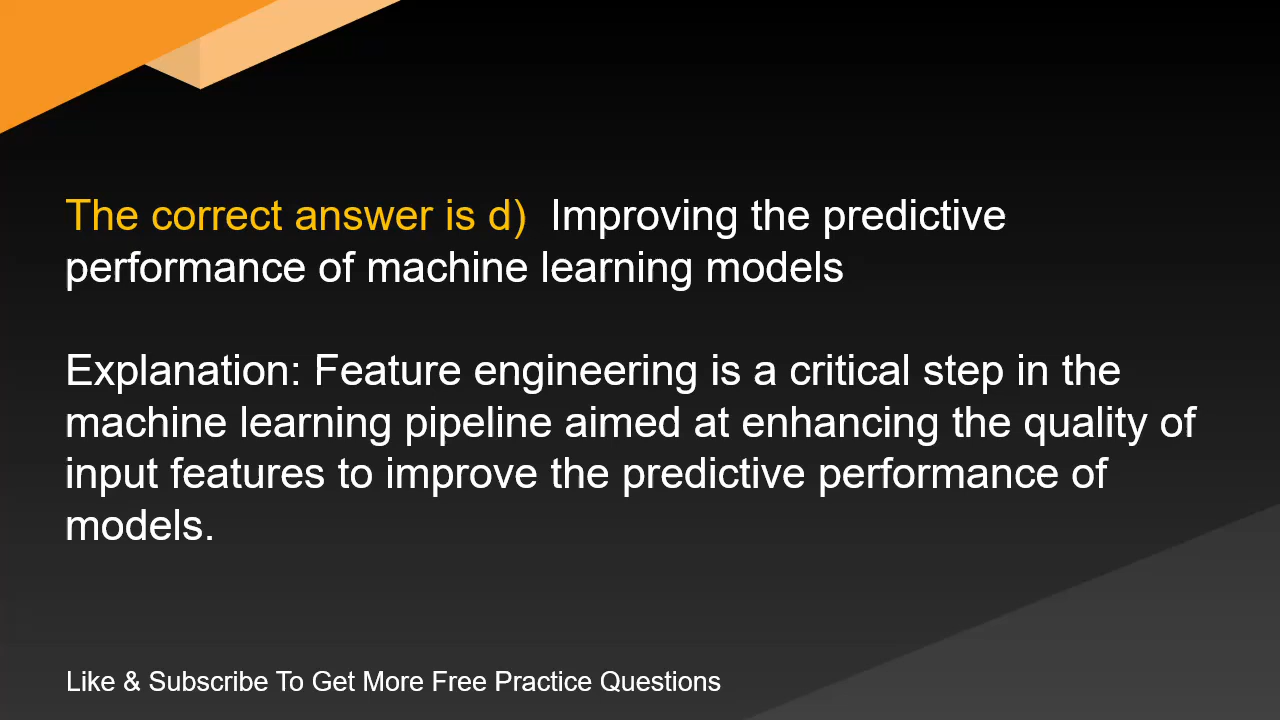 The correct answer is d)  Improving the predictive
performance of machine learning models
Explanation: Feature engineering is a critical step in the
machine learning pipeline aimed at enhancing the quality of
input features to improve the predictive performance of
models.
Like & Subscribe To Get More Free Practice Questions